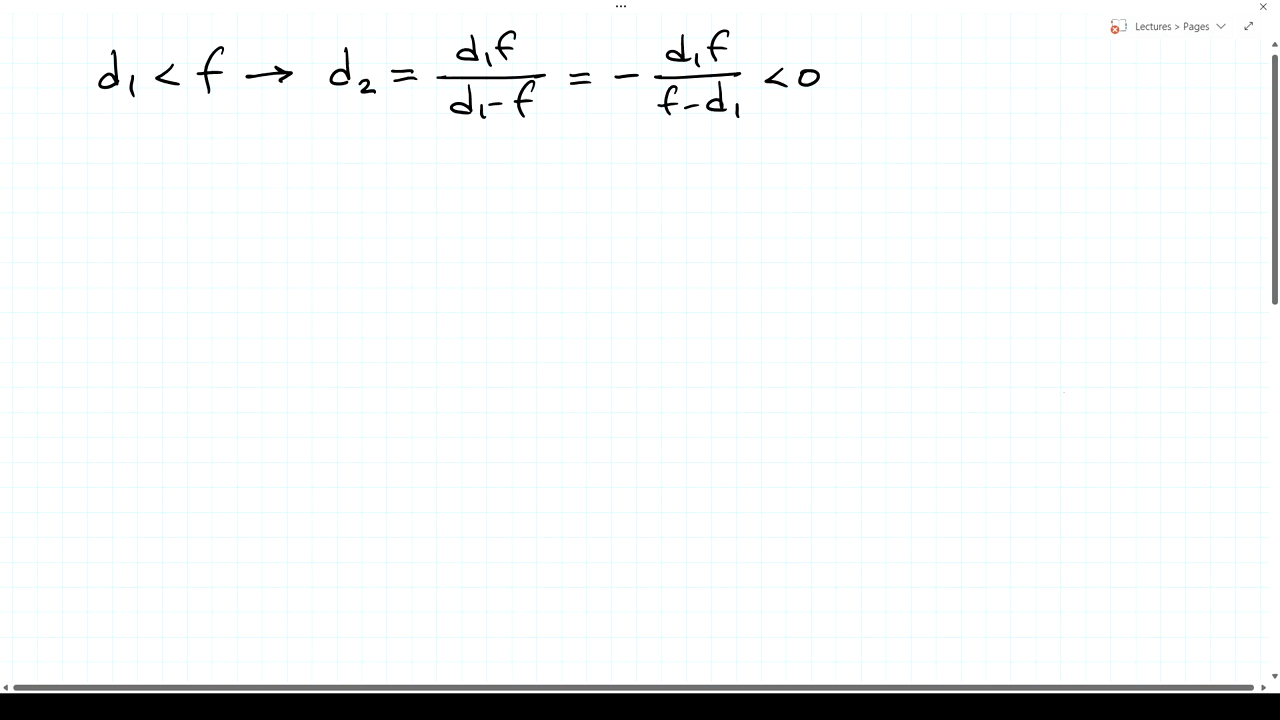 Lectures > Pages
d₁ < f → d₂ = d₁f / d₁-f = - d₁f / f-d₁ < 0